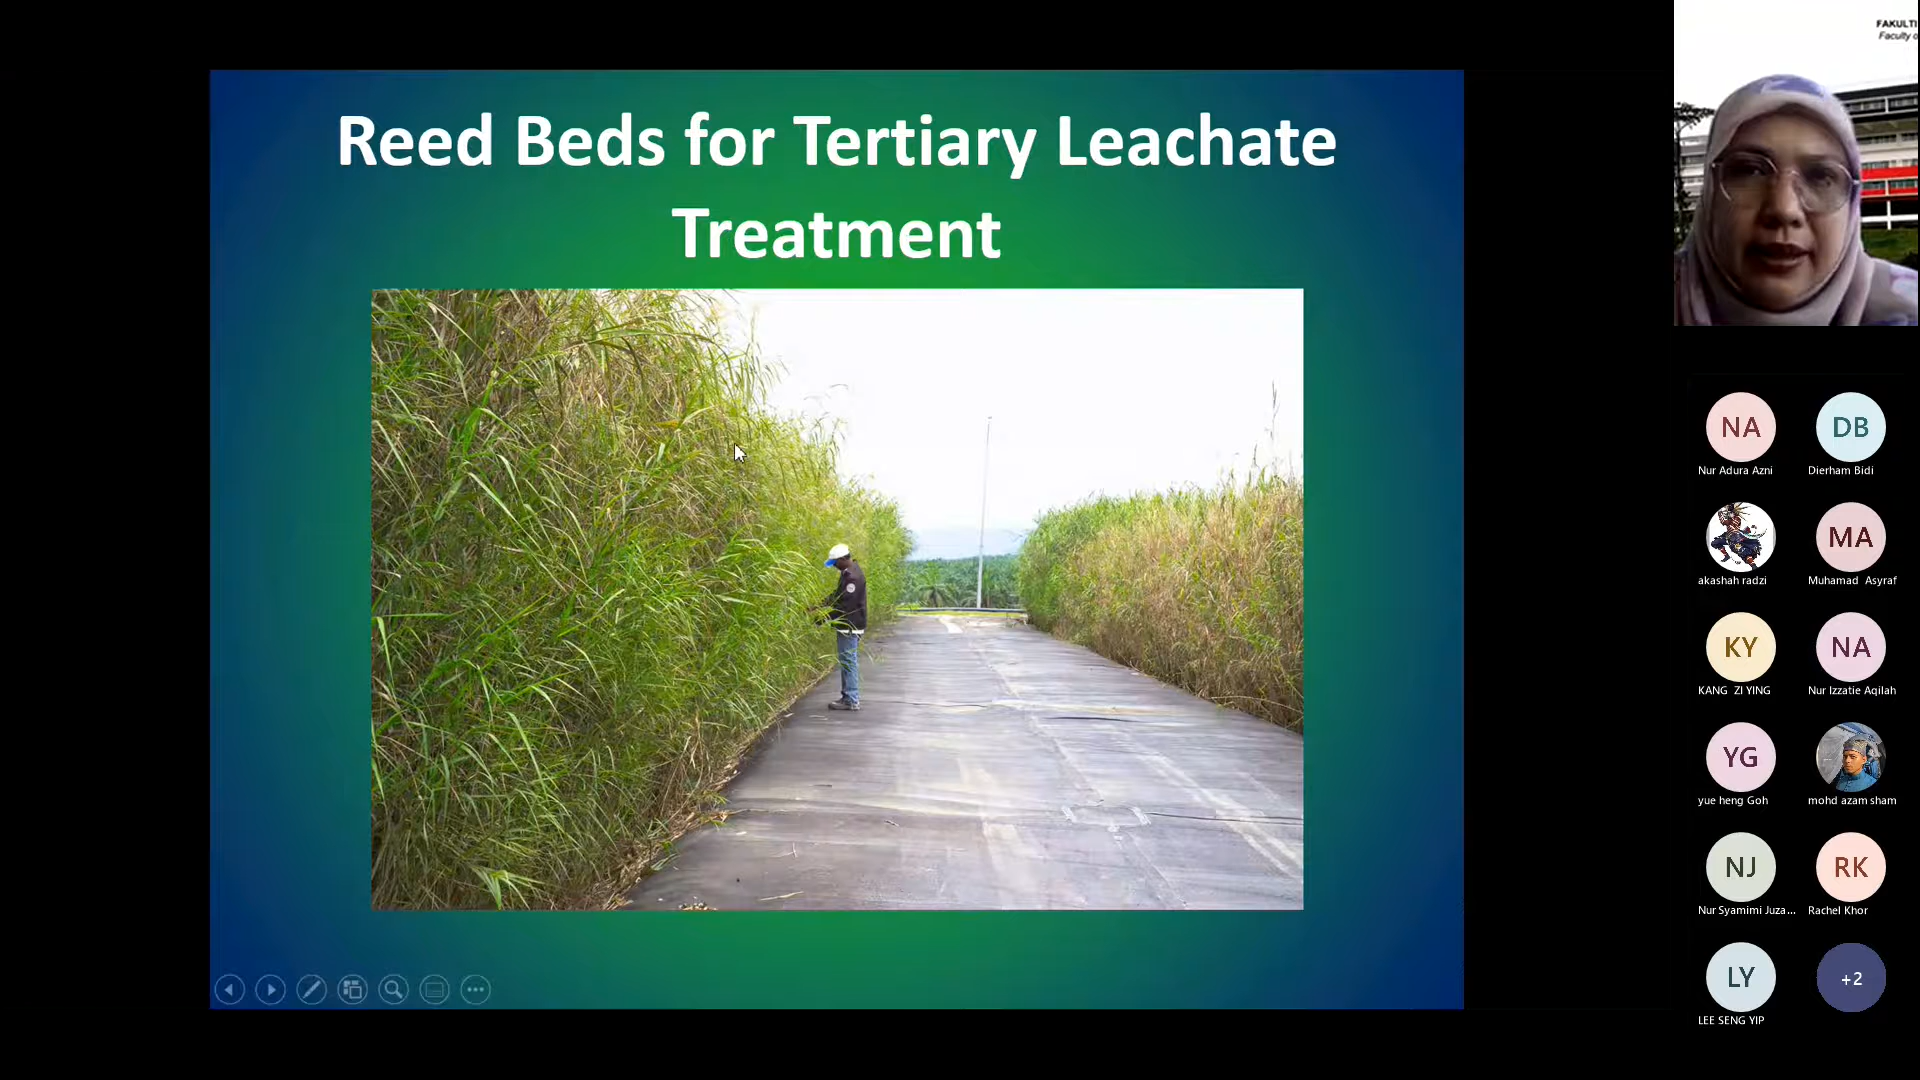 Reed Beds for Tertiary Leachate
Treatment
FAKULTI
Faculty o
NA
DB
Nur Adura Azni
Dierham Bidi
MA
akashah radzi
Muhamad Asyraf
KY
NA
KANG ZI YING
Nur Izzatie Aqilah
YG
yue heng Goh
mohd azam sham
NJ
RK
Nur Syamimi Juza...
Rachel Khor
LY
+2
LEE SENG YIP